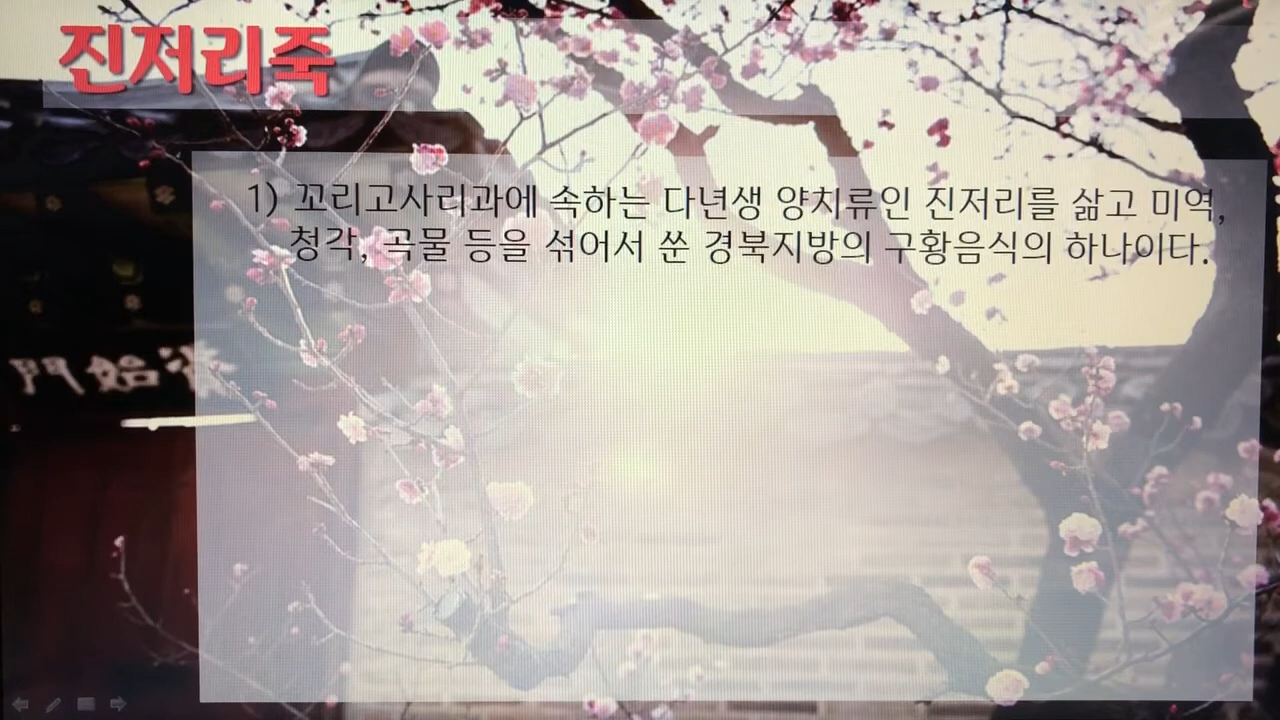 진저리죽
1) 꼬리고사리과에 속하는 다년생 양치류인 진저리를 삶고 미역,
청각, 곡물 등을 섞어서 쑨 경북지방의 구황음식의 하나이다.
門始